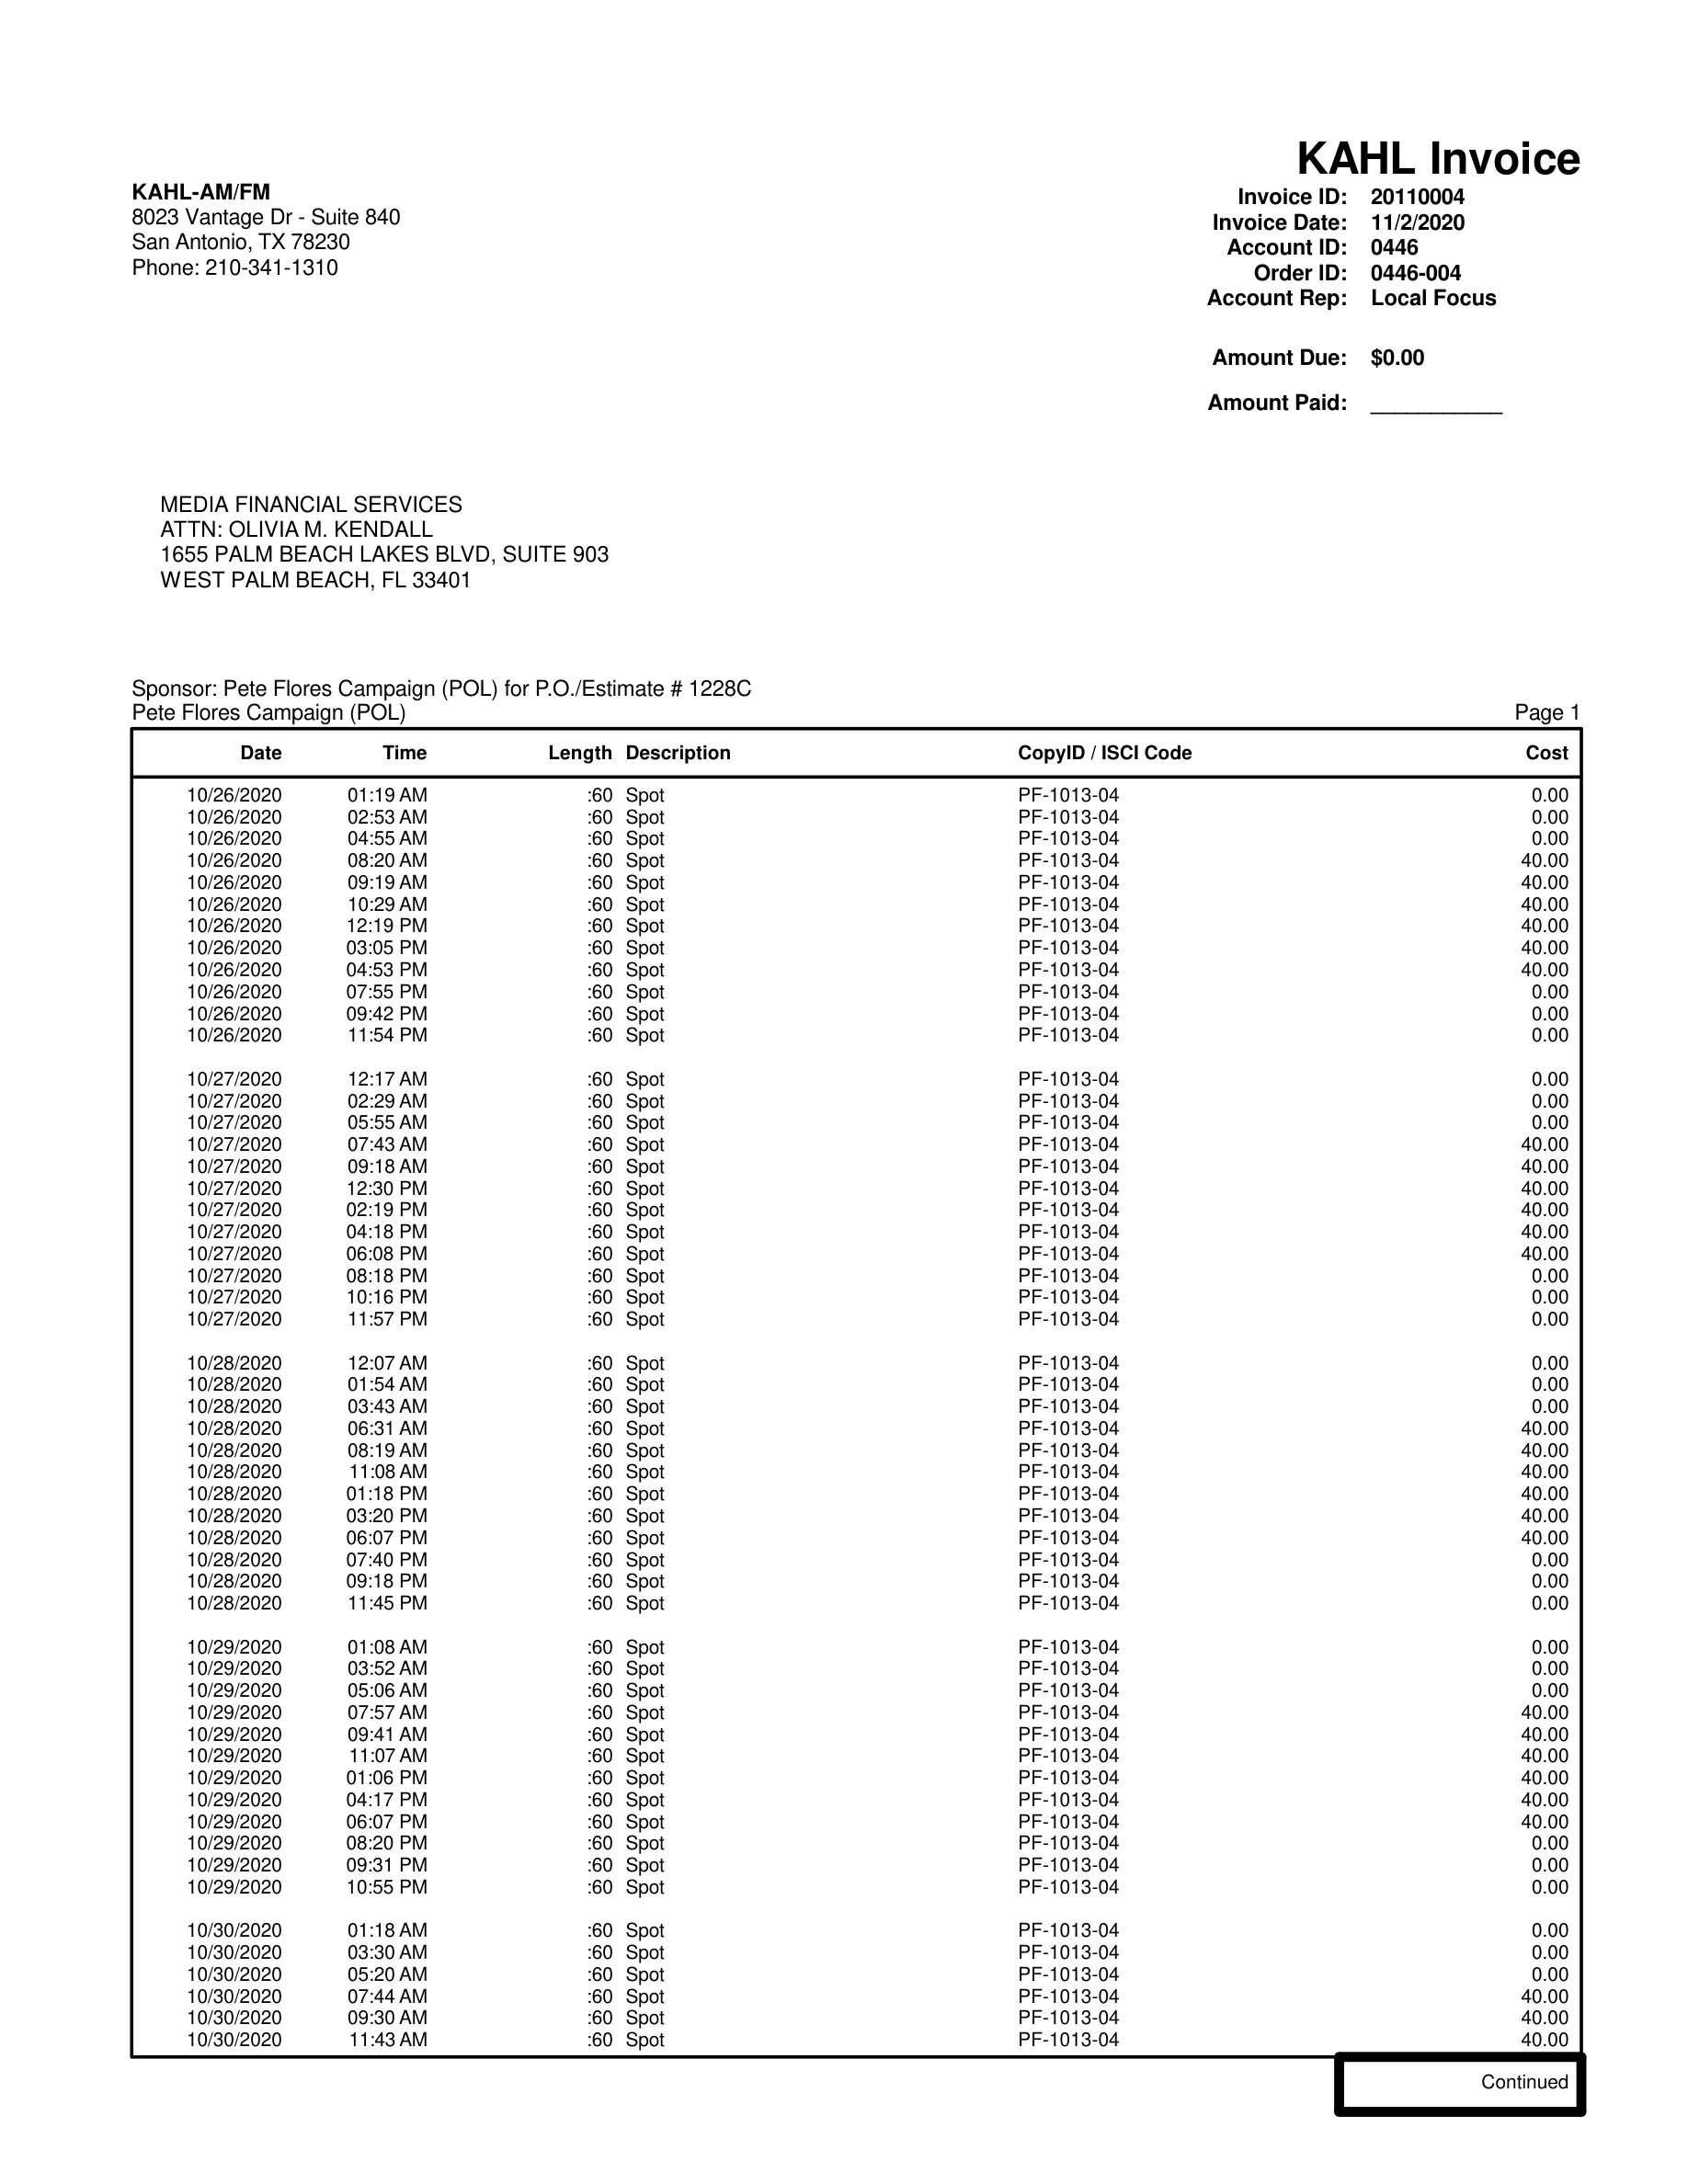 KAHL Invoice
KAHL-AM/FM
8023 Vantage Dr - Suite 840
San Antonio, TX 78230
Phone: 210-341-1310
Invoice ID: 20110004
Invoice Date: 11/2/2020
Account ID: 0446
Order ID: 0446-004
Account Rep: Local Focus
Amount Due: $0.00
Amount Paid: ___________
MEDIA FINANCIAL SERVICES
ATTN: OLIVIA M. KENDALL
1655 PALM BEACH LAKES BLVD, SUITE 903
WEST PALM BEACH, FL 33401
Sponsor: Pete Flores Campaign (POL) for P.O./Estimate # 1228C
Pete Flores Campaign (POL) Page 1
Date Time Length Description CopyID / ISCI Code Cost
10/26/2020 01:19 AM :60 Spot PF-1013-04 0.00
10/26/2020 02:53 AM :60 Spot PF-1013-04 0.00
10/26/2020 04:55 AM :60 Spot PF-1013-04 0.00
10/26/2020 08:20 AM :60 Spot PF-1013-04 40.00
10/26/2020 09:19 AM :60 Spot PF-1013-04 40.00
10/26/2020 10:29 AM :60 Spot PF-1013-04 40.00
10/26/2020 12:19 PM :60 Spot PF-1013-04 40.00
10/26/2020 03:05 PM :60 Spot PF-1013-04 40.00
10/26/2020 04:53 PM :60 Spot PF-1013-04 40.00
10/26/2020 07:55 PM :60 Spot PF-1013-04 0.00
10/26/2020 09:42 PM :60 Spot PF-1013-04 0.00
10/26/2020 11:54 PM :60 Spot PF-1013-04 0.00
10/27/2020 12:17 AM :60 Spot PF-1013-04 0.00
10/27/2020 02:29 AM :60 Spot PF-1013-04 0.00
10/27/2020 05:55 AM :60 Spot PF-1013-04 0.00
10/27/2020 07:43 AM :60 Spot PF-1013-04 40.00
10/27/2020 09:18 AM :60 Spot PF-1013-04 40.00
10/27/2020 12:30 PM :60 Spot PF-1013-04 40.00
10/27/2020 02:19 PM :60 Spot PF-1013-04 40.00
10/27/2020 04:18 PM :60 Spot PF-1013-04 40.00
10/27/2020 06:08 PM :60 Spot PF-1013-04 40.00
10/27/2020 08:18 PM :60 Spot PF-1013-04 0.00
10/27/2020 10:16 PM :60 Spot PF-1013-04 0.00
10/27/2020 11:57 PM :60 Spot PF-1013-04 0.00
10/28/2020 12:07 AM :60 Spot PF-1013-04 0.00
10/28/2020 01:54 AM :60 Spot PF-1013-04 0.00
10/28/2020 03:43 AM :60 Spot PF-1013-04 0.00
10/28/2020 06:31 AM :60 Spot PF-1013-04 40.00
10/28/2020 08:19 AM :60 Spot PF-1013-04 40.00
10/28/2020 11:08 AM :60 Spot PF-1013-04 40.00
10/28/2020 01:18 PM :60 Spot PF-1013-04 40.00
10/28/2020 03:20 PM :60 Spot PF-1013-04 40.00
10/28/2020 06:07 PM :60 Spot PF-1013-04 40.00
10/28/2020 07:40 PM :60 Spot PF-1013-04 0.00
10/28/2020 09:18 PM :60 Spot PF-1013-04 0.00
10/28/2020 11:45 PM :60 Spot PF-1013-04 0.00
10/29/2020 01:08 AM :60 Spot PF-1013-04 0.00
10/29/2020 03:52 AM :60 Spot PF-1013-04 0.00
10/29/2020 05:06 AM :60 Spot PF-1013-04 0.00
10/29/2020 07:57 AM :60 Spot PF-1013-04 40.00
10/29/2020 09:41 AM :60 Spot PF-1013-04 40.00
10/29/2020 11:07 AM :60 Spot PF-1013-04 40.00
10/29/2020 01:06 PM :60 Spot PF-1013-04 40.00
10/29/2020 04:17 PM :60 Spot PF-1013-04 40.00
10/29/2020 06:07 PM :60 Spot PF-1013-04 40.00
10/29/2020 08:20 PM :60 Spot PF-1013-04 0.00
10/29/2020 09:31 PM :60 Spot PF-1013-04 0.00
10/29/2020 10:55 PM :60 Spot PF-1013-04 0.00
10/30/2020 01:18 AM :60 Spot PF-1013-04 0.00
10/30/2020 03:30 AM :60 Spot PF-1013-04 0.00
10/30/2020 05:20 AM :60 Spot PF-1013-04 0.00
10/30/2020 07:44 AM :60 Spot PF-1013-04 40.00
10/30/2020 09:30 AM :60 Spot PF-1013-04 40.00
10/30/2020 11:43 AM :60 Spot PF-1013-04 40.00
Continued